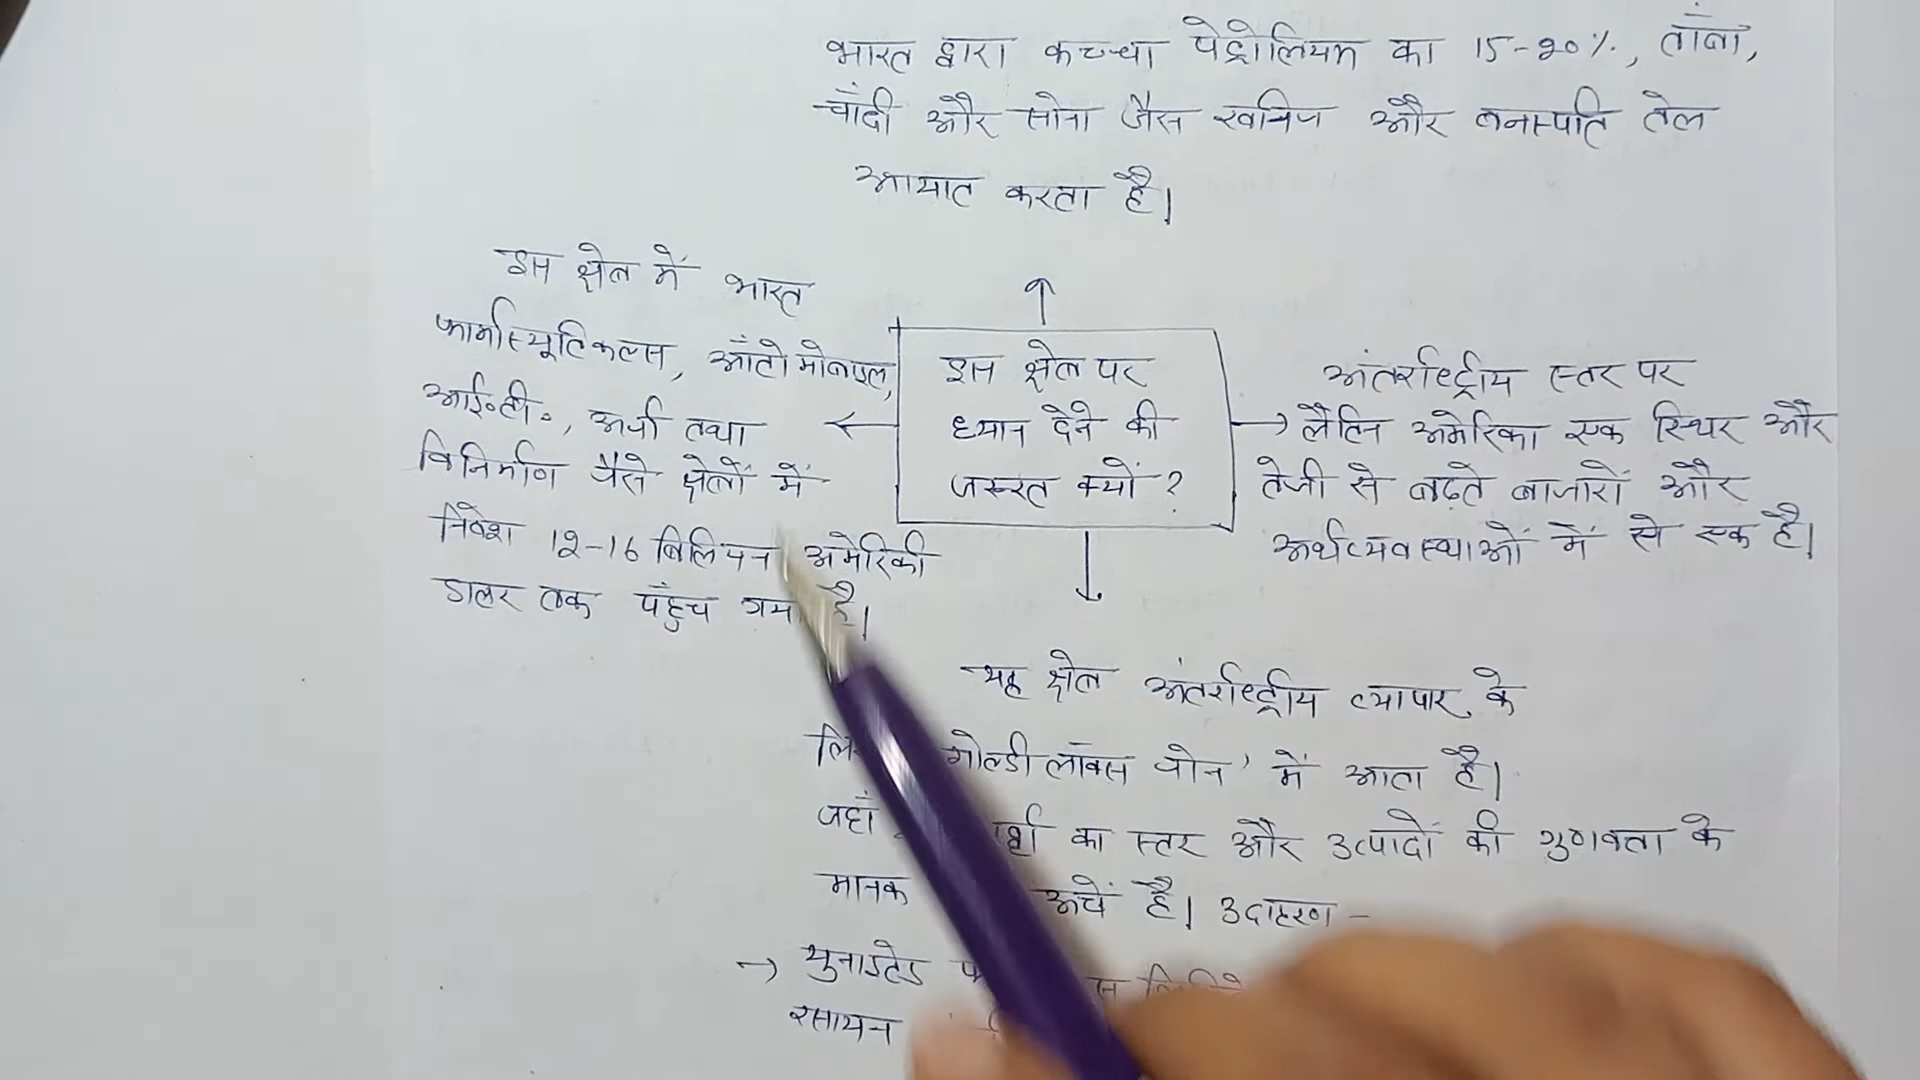 भारत द्वारा कच्चा पेट्रोलियम का 15-20%, ताँबा,
चाँदी और सोना जैस खनिज और वनस्पति तेल
आयात करता है।
इस क्षेत्र में भारत
फार्मास्यूटिकल्स, ऑटोमोबाइल,
आई०टी०, ऊर्जा तथा
विनिर्माण जैसे क्षेत्रों में
निवेश 12-16 बिलियन अमेरिकी
डालर तक पहुँच गया है।
इस क्षेत्र पर
ध्यान देने की
जरूरत क्यों ?
अंतर्राष्ट्रीय स्तर पर
लैटिन अमेरिका एक स्थिर और
तेजी से बढ़ते बाजारों और
अर्थव्यवस्थाओं में से एक है।
यह क्षेत्र अंतर्राष्ट्रीय व्यापार के
गोल्डी लॉक्स जोन' में आता है।
जहाँ का स्तर और उत्पादों की गुणवत्ता के
मानक ऊचें है। उदाहरण -
→ युनाइटेड
रसायन